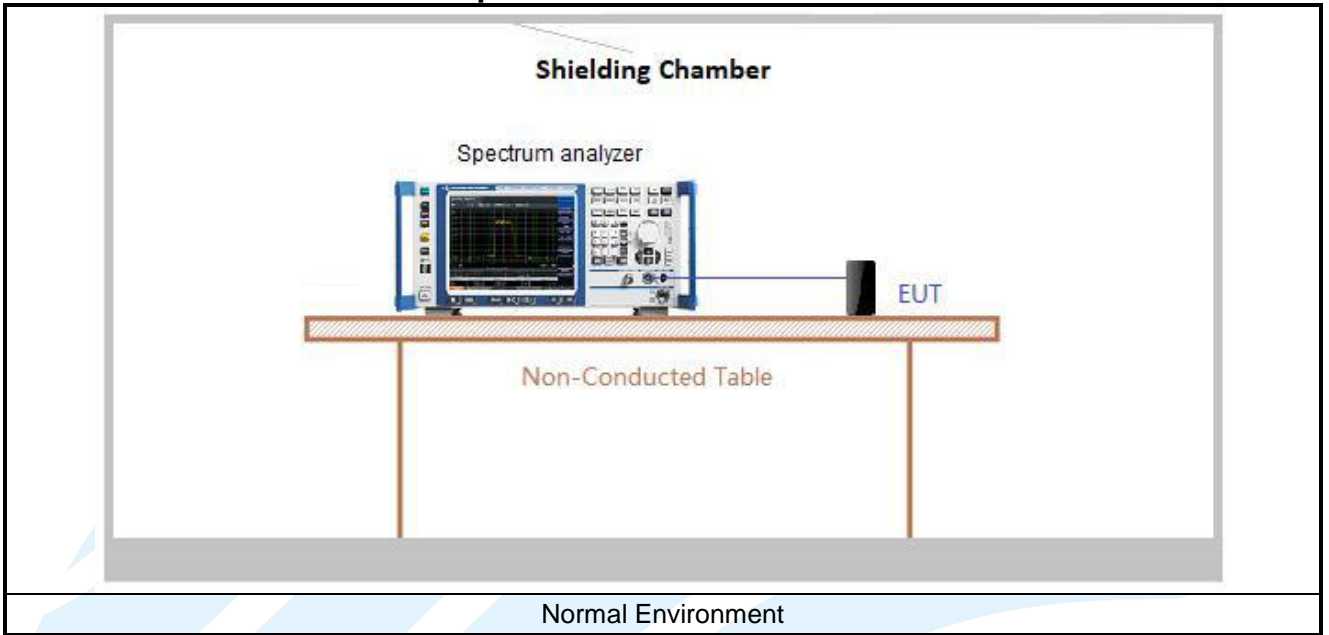 Shielding Chamber
Spectrum analyzer
EUT
Non-Conducted Table
Normal Environment